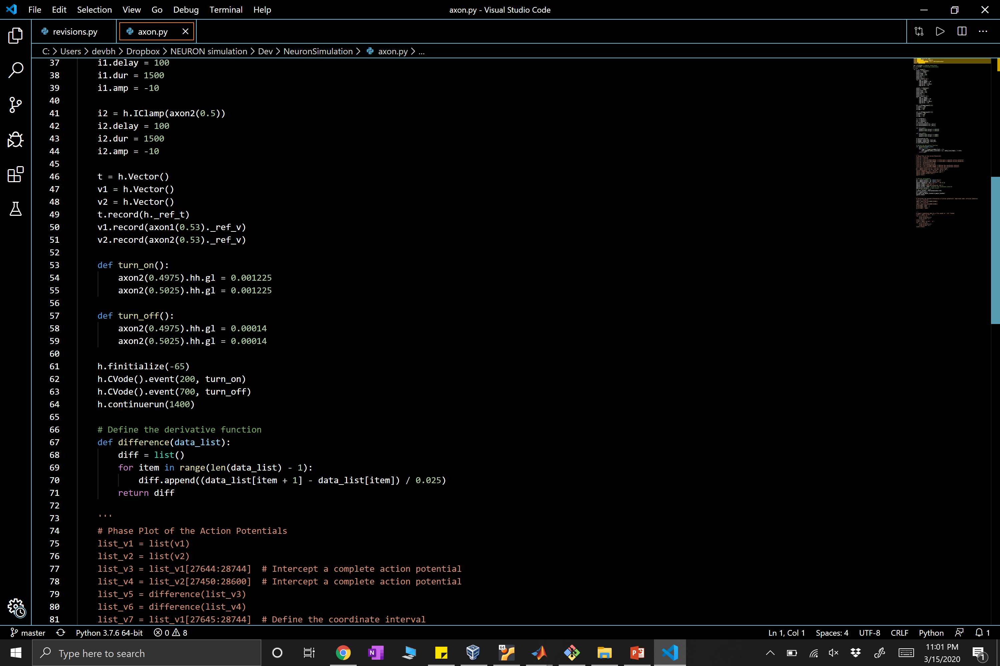 File Edit Selection View Go Debug Terminal Help
axon.py - Visual Studio Code
revisions.py
axon.py
C: > Users > devbh > Dropbox > NEURON simulation > Dev > NeuronSimulation > axon.py > ...
37 i1.delay = 100
38 i1.dur = 1500
39 i1.amp = -10
40
41 i2 = h.IClamp(axon2(0.5))
42 i2.delay = 100
43 i2.dur = 1500
44 i2.amp = -10
45
46 t = h.Vector()
47 v1 = h.Vector()
48 v2 = h.Vector()
49 t.record(h._ref_t)
50 v1.record(axon1(0.53)._ref_v)
51 v2.record(axon2(0.53)._ref_v)
52
53 def turn_on():
54 axon2(0.4975).hh.gl = 0.001225
55 axon2(0.5025).hh.gl = 0.001225
56
57 def turn_off():
58 axon2(0.4975).hh.gl = 0.00014
59 axon2(0.5025).hh.gl = 0.00014
60
61 h.finitialize(-65)
62 h.CVode().event(200, turn_on)
63 h.CVode().event(700, turn_off)
64 h.continuerun(1400)
65
66 # Define the derivative function
67 def difference(data_list):
68 diff = list()
69 for item in range(len(data_list) - 1):
70 diff.append((data_list[item + 1] - data_list[item]) / 0.025)
71 return diff
72
73 '''
74 # Phase Plot of the Action Potentials
75 list_v1 = list(v1)
76 list_v2 = list(v2)
77 list_v3 = list_v1[27644:28744] # Intercept a complete action potential
78 list_v4 = list_v2[27450:28600] # Intercept a complete action potential
79 list_v5 = difference(list_v3)
80 list_v6 = difference(list_v4)
81 list_v7 = list_v1[27645:28744] # Define the coordinate interval
master Python 3.7.6 64-bit 0 8
Ln 1, Col 1 Spaces: 4 UTF-8 CRLF Python 1
Type here to search
N
64
P
11:01 PM
3/15/2020
1